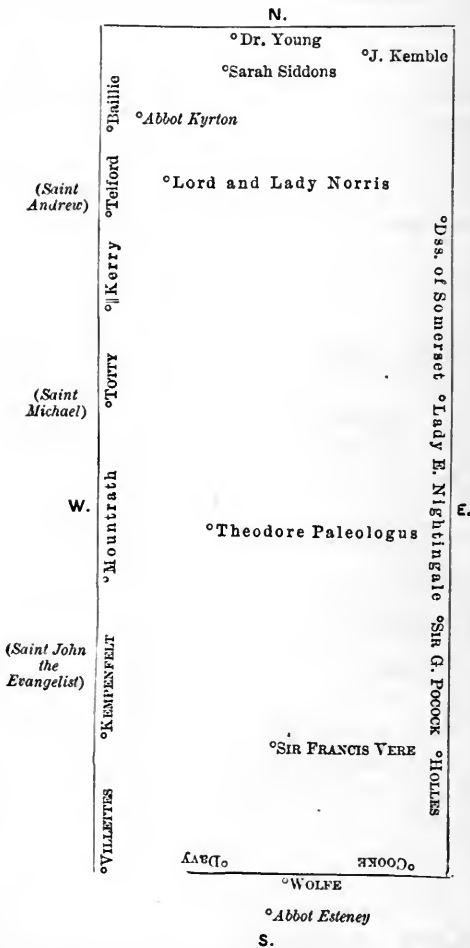 N.
°Dr. Young
°J. Kemble
°Sarah Siddons
°Baillie
°Abbot Kyrton
(Saint
Andrew)
°Telford
°Lord and Lady Norris
°||Kerry
°Dss. of Somerset
(Saint
Michael)
°TOTTY
°Lady E. Nightingale
W.
°Mountrath
°Theodore Paleologus
E.
(Saint John
the
Evangelist)
°KEMPENFELT
°SIR G. POCOCK
°SIR FRANCIS VERE
°HOLLES
°VILLETTES
°DAVY
°COOKE
°WOLFE
°Abbot Esteney
S.